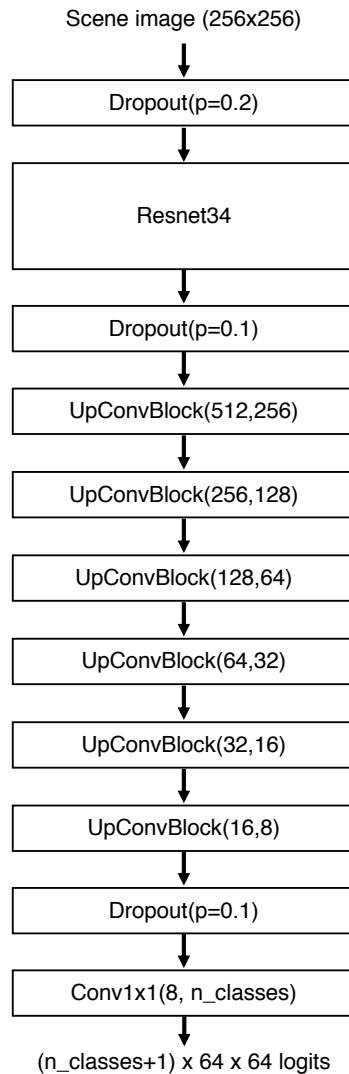 Scene image (256x256)
Dropout(p=0.2)
Resnet34
Dropout(p=0.1)
UpConvBlock(512,256)
UpConvBlock(256,128)
UpConvBlock(128,64)
UpConvBlock(64,32)
UpConvBlock(32,16)
UpConvBlock(16,8)
Dropout(p=0.1)
Conv1x1(8, n_classes)
(n_classes+1) x 64 x 64 logits